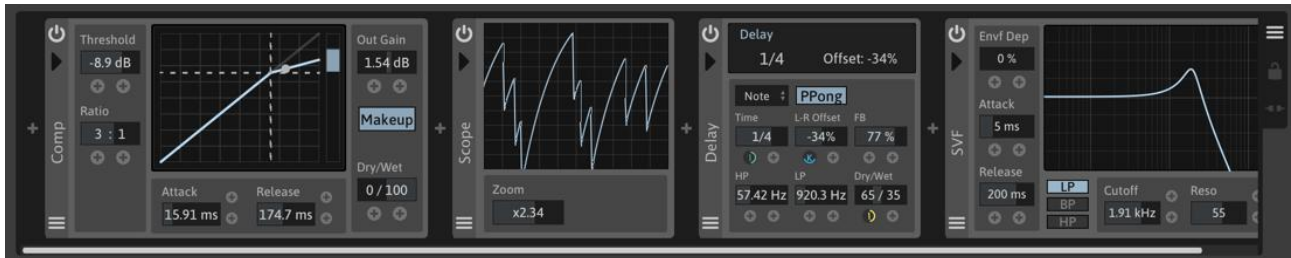 Comp
Threshold
-8.9 dB
Ratio
3 : 1
Attack
15.91 ms
Release
174.7 ms
Out Gain
1.54 dB
Makeup
Dry/Wet
0 / 100
Scope
Zoom
x2.34
Delay
Delay
1/4 Offset: -34%
Note PPong
Time L-R Offset FB
1/4 -34% 77 %
HP LP Dry/Wet
57.42 Hz 920.3 Hz 65 / 35
SVF
Envf Dep
0 %
Attack
5 ms
Release
200 ms
LP
BP
HP
Cutoff
1.91 kHz
Reso
55